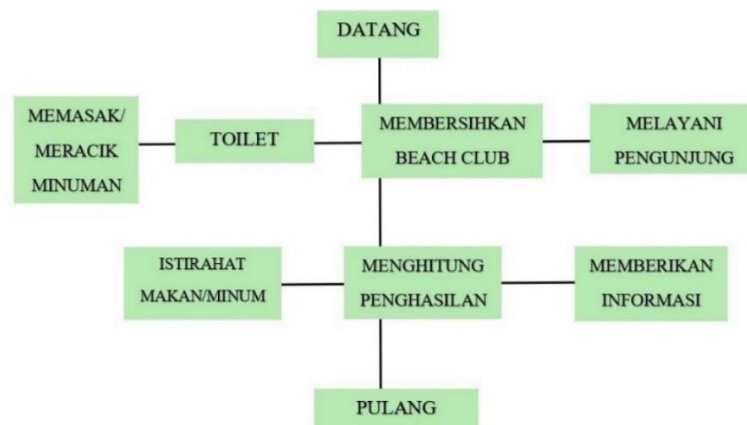 DATANG
MEMASAK/
MERACIK
MINUMAN
TOILET
MEMBERSIHKAN
BEACH CLUB
MELAYANI
PENGUNJUNG
ISTIRAHAT
MAKAN/MINUM
MENGHITUNG
PENGHASILAN
MEMBERIKAN
INFORMASI
PULANG